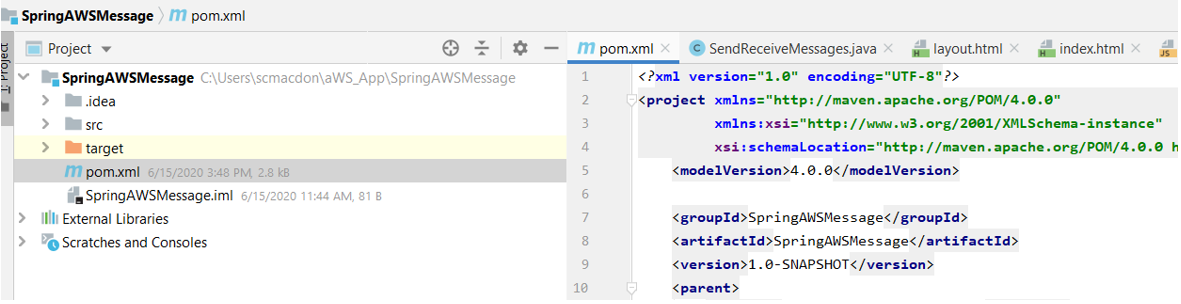 SpringAWSMessage pom.xml
Project
1: Project
SpringAWSMessage C:\Users\scmacdon\aWS_App\SpringAWSMessage
.idea
src
target
pom.xml 6/15/2020 3:48 PM, 2.8 kB
SpringAWSMessage.iml 6/15/2020 11:44 AM, 81 B
External Libraries
Scratches and Consoles
pom.xml SendReceiveMessages.java layout.html index.html JS
1 <?xml version="1.0" encoding="UTF-8"?>
2 <project xmlns="http://maven.apache.org/POM/4.0.0"
3 xmlns:xsi="http://www.w3.org/2001/XMLSchema-instance"
4 xsi:schemaLocation="http://maven.apache.org/POM/4.0.0 h
5 <modelVersion>4.0.0</modelVersion>
6
7 <groupId>SpringAWSMessage</groupId>
8 <artifactId>SpringAWSMessage</artifactId>
9 <version>1.0-SNAPSHOT</version>
10 <parent>